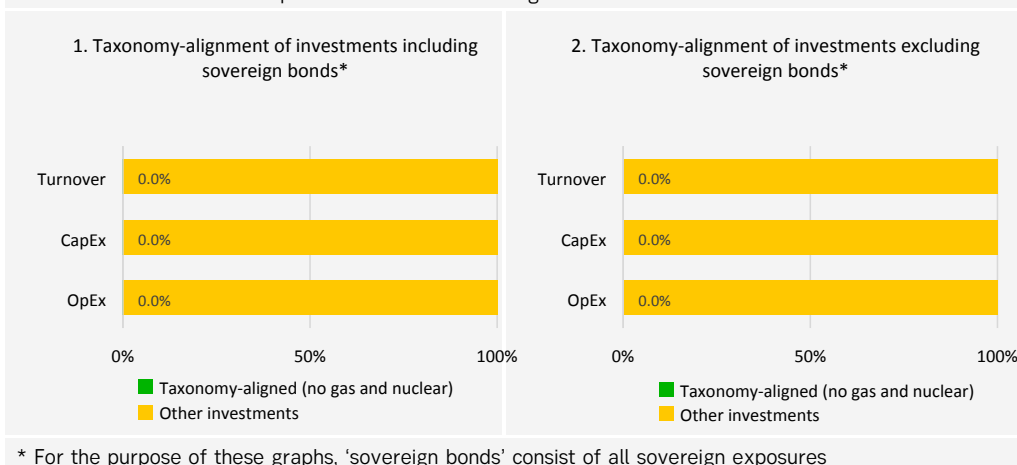 1. Taxonomy-alignment of investments including
sovereign bonds*
Turnover 0.0%
CapEx 0.0%
OpEx 0.0%
0% 50% 100%
Taxonomy-aligned (no gas and nuclear)
Other investments
2. Taxonomy-alignment of investments excluding
sovereign bonds*
Turnover 0.0%
CapEx 0.0%
OpEx 0.0%
0% 50% 100%
Taxonomy-aligned (no gas and nuclear)
Other investments
* For the purpose of these graphs, ‘sovereign bonds’ consist of all sovereign exposures